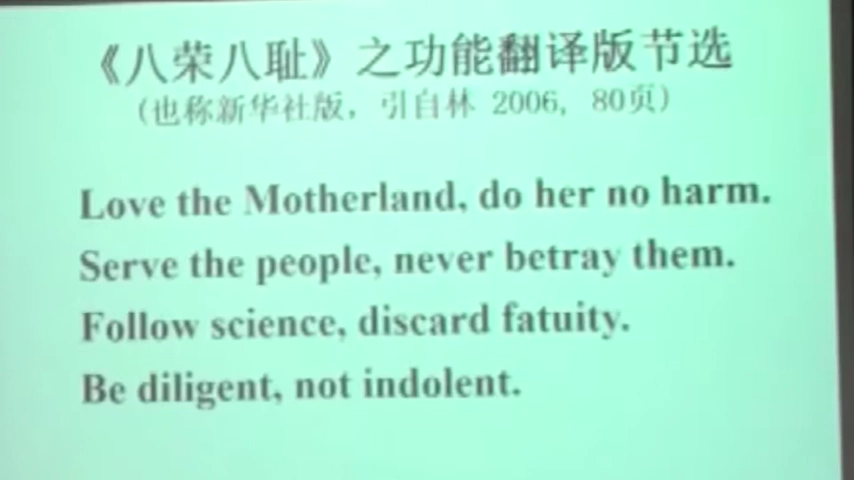 《八荣八耻》之功能翻译版节选
(也称新华社版，引自林 2006, 80页)
Love the Motherland, do her no harm.
Serve the people, never betray them.
Follow science, discard fatuity.
Be diligent, not indolent.